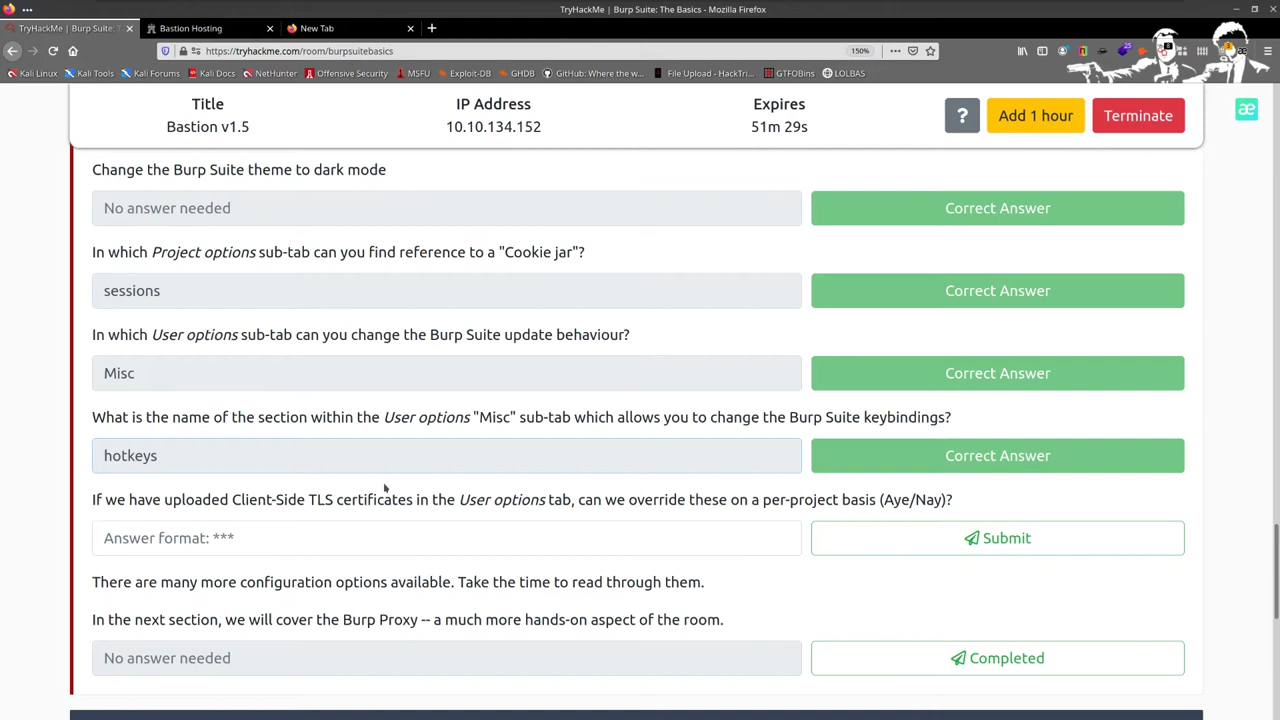 TryHackMe | Burp Suite: The Basics - Mozilla Firefox
TryHackMe | Burp Suite: T
Bastion Hosting
New Tab
https://tryhackme.com/room/burpsuitebasics
150%
Kali Linux
Kali Tools
Kali Forums
Kali Docs
NetHunter
Offensive Security
MSFU
Exploit-DB
GHDB
GitHub: Where the w...
File Upload - HackTri...
GTFOBins
LOLBAS
Title
IP Address
Expires
Bastion v1.5
10.10.134.152
51m 29s
?
Add 1 hour
Terminate
æ
Change the Burp Suite theme to dark mode
No answer needed
Correct Answer
In which Project options sub-tab can you find reference to a "Cookie jar"?
sessions
Correct Answer
In which User options sub-tab can you change the Burp Suite update behaviour?
Misc
Correct Answer
What is the name of the section within the User options "Misc" sub-tab which allows you to change the Burp Suite keybindings?
hotkeys
Correct Answer
If we have uploaded Client-Side TLS certificates in the User options tab, can we override these on a per-project basis (Aye/Nay)?
Answer format: ***
Submit
There are many more configuration options available. Take the time to read through them.
In the next section, we will cover the Burp Proxy -- a much more hands-on aspect of the room.
No answer needed
Completed